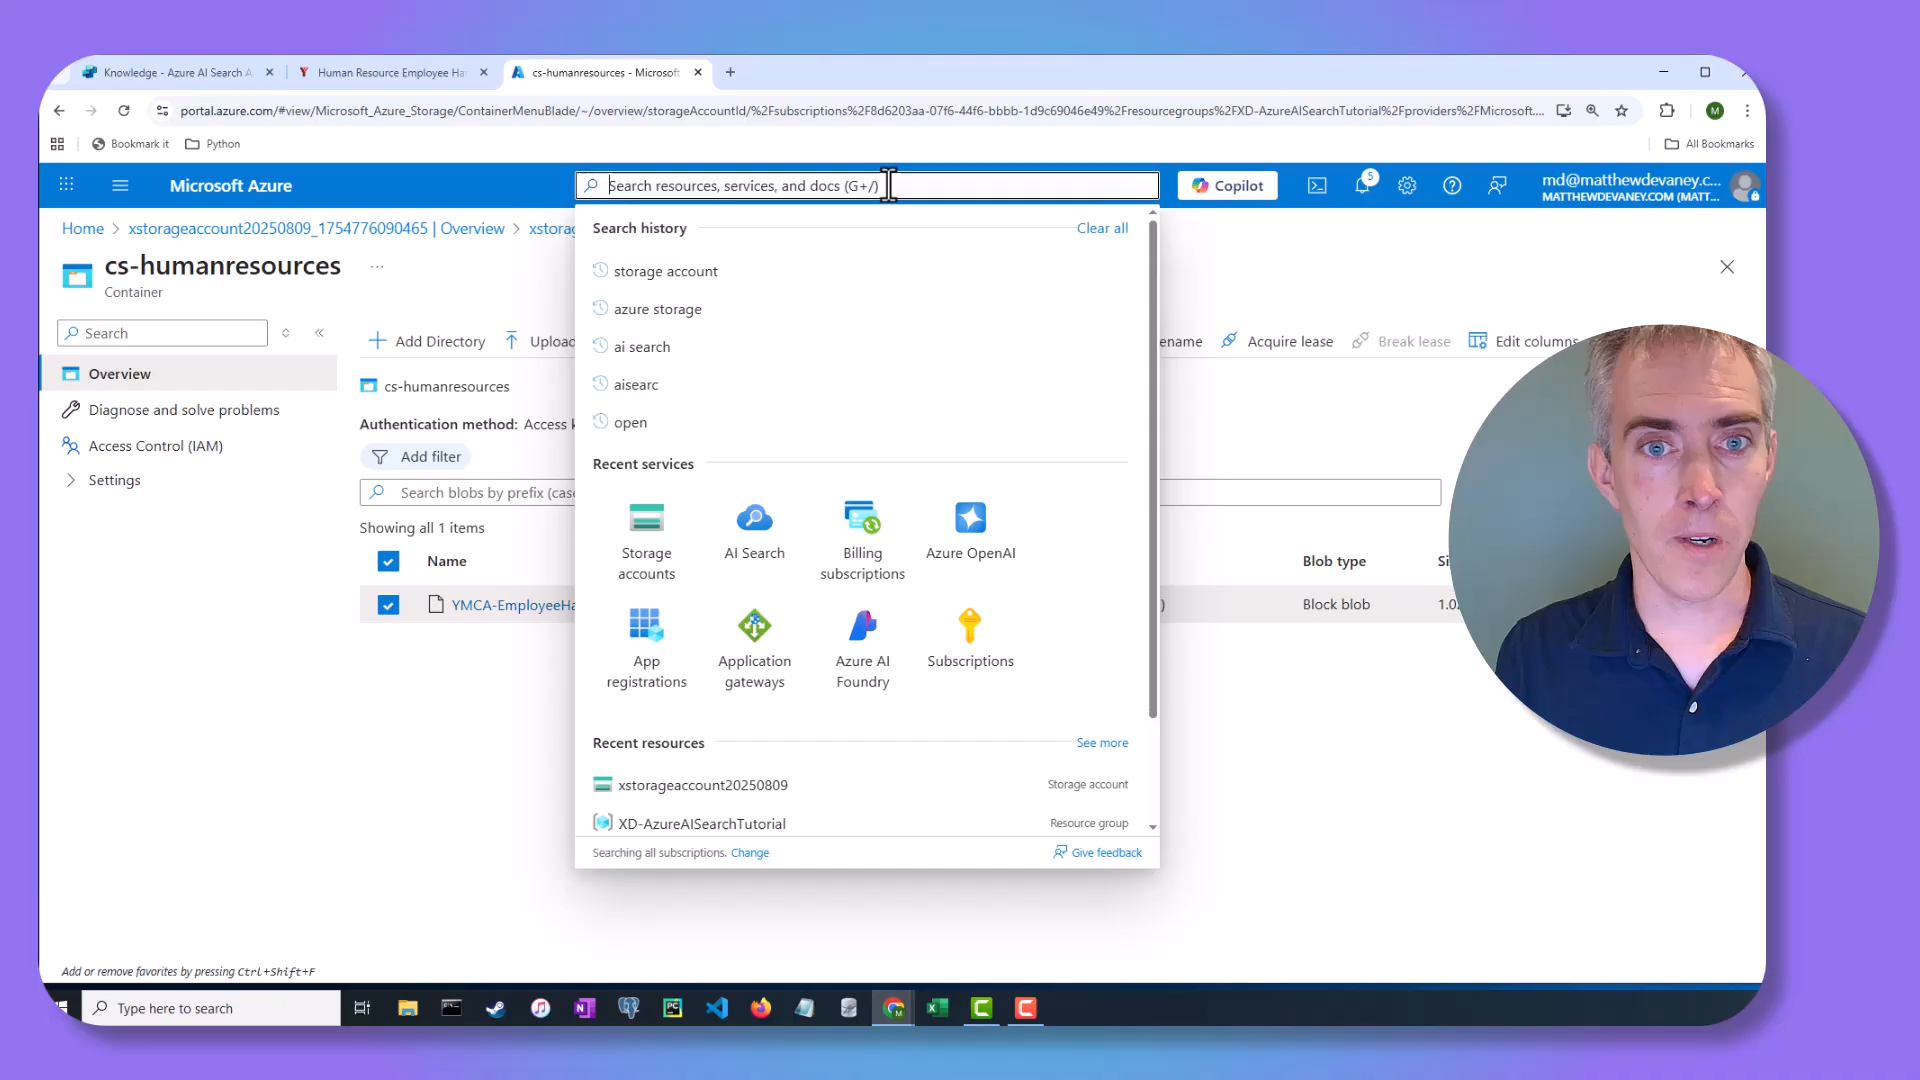 Knowledge - Azure AI Search A
Human Resource Employee Ha
cs-humanresources - Microsoft
portal.azure.com/#view/Microsoft_Azure_Storage/ContainerMenuBlade/~/overview/storageAccountId/%2Fsubscriptions%2F8d6203aa-07f6-44f6-bbbb-1d9c69046e49%2Fresourcegroups%2FXD-AzureAISearchTutorial%2Fproviders%2FMicrosoft....
M
Bookmark it
Python
All Bookmarks
Microsoft Azure
Search resources, services, and docs (G+/)
Copilot
5
md@matthewdevaney.c...
MATTHEWDEVANEY.COM (MATT...
Home > xstorageaccount20250809_1754776090465 | Overview > xstorag
cs-humanresources ...
Container
Search
Overview
Diagnose and solve problems
Access Control (IAM)
Settings
Add Directory
Upload
ename
Acquire lease
Break lease
Edit columns
cs-humanresources
Authentication method: Access k
Add filter
Search blobs by prefix (case
Showing all 1 items
Name
Blob type
Si
YMCA-EmployeeHa
)
Block blob
1.0
Search history
Clear all
storage account
azure storage
ai search
aisearc
open
Recent services
Storage accounts
AI Search
Billing subscriptions
Azure OpenAI
App registrations
Application gateways
Azure AI Foundry
Subscriptions
Recent resources
See more
xstorageaccount20250809
Storage account
XD-AzureAISearchTutorial
Resource group
Searching all subscriptions. Change
Give feedback
Add or remove favorites by pressing Ctrl+Shift+F
Type here to search